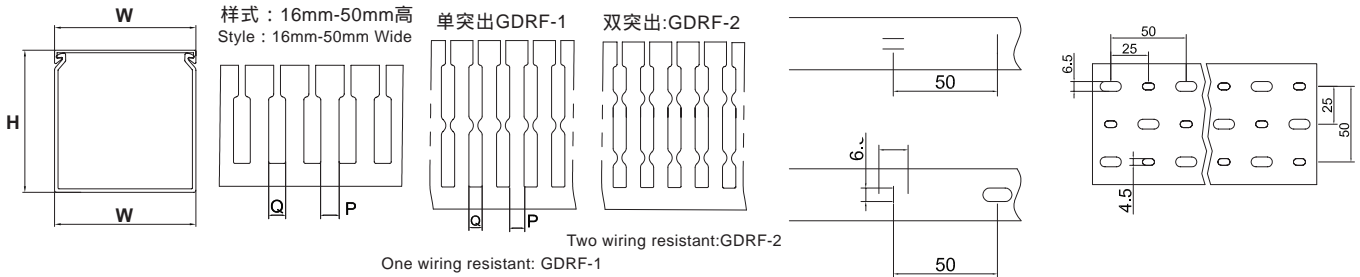 W
H
W
样式：16mm-50mm高
Style : 16mm-50mm Wide
Q
P
单突出GDRF-1
Q
P
One wiring resistant: GDRF-1
双突出:GDRF-2
Two wiring resistant:GDRF-2
50
50
50
25
6.5
25
50
4.5